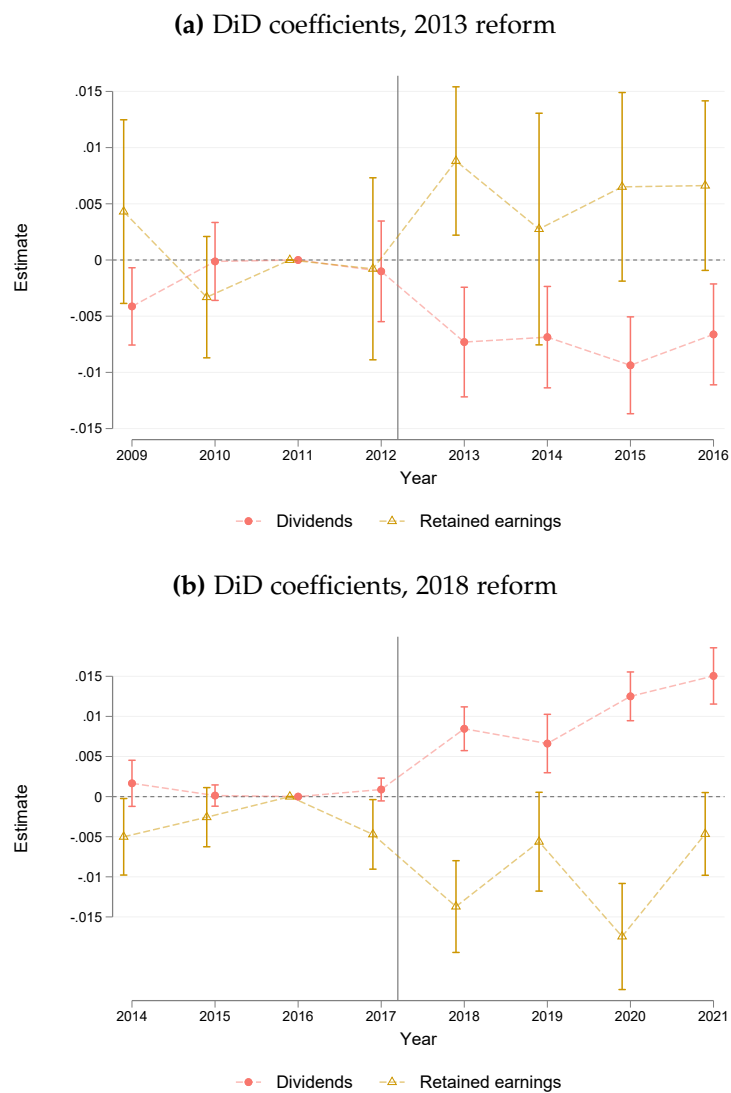 (a) DiD coefficients, 2013 reform
.015
.01
.005
0
-.005
-.01
-.015
Estimate
2009 2010 2011 2012 2013 2014 2015 2016
Year
Dividends Retained earnings
(b) DiD coefficients, 2018 reform
.015
.01
.005
0
-.005
-.01
-.015
Estimate
2014 2015 2016 2017 2018 2019 2020 2021
Year
Dividends Retained earnings